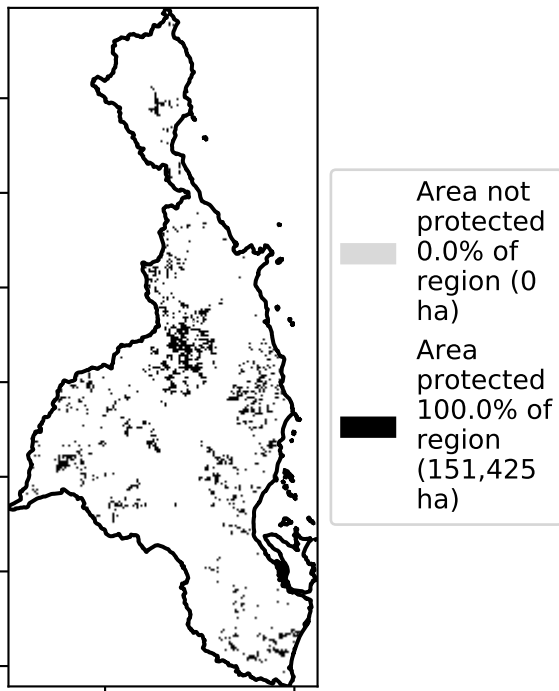 Area not
protected
0.0% of
region (0
ha)
Area
protected
100.0% of
region
(151,425
ha)